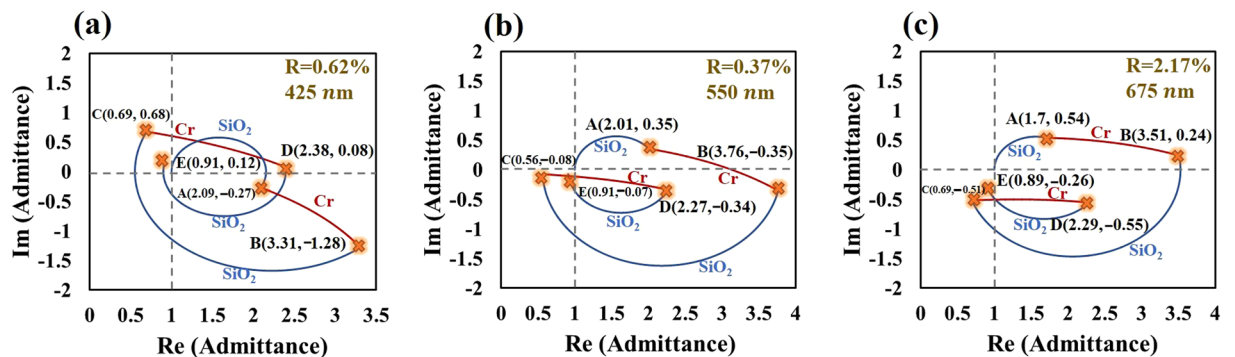 (a)
2
1.5
1
0.5
0
-0.5
-1
-1.5
-2
0
0.5
1
1.5
2
2.5
3
3.5
Im (Admittance)
Re (Admittance)
R=0.62%
425 nm
C(0.69, 0.68)
Cr
SiO₂
D(2.38, 0.08)
E(0.91, 0.12)
A(2.09, −0.27)
Cr
SiO₂
B(3.31, −1.28)
SiO₂
(b)
2
1.5
1
0.5
0
-0.5
-1
-1.5
-2
0
0.5
1
1.5
2
2.5
3
3.5
4
Im (Admittance)
Re (Admittance)
R=0.37%
550 nm
SiO₂
A(2.01, 0.35)
Cr
B(3.76, −0.35)
C(0.56,−0.08)
Cr
E(0.91,−0.07)
D(2.27, −0.34)
SiO₂
SiO₂
(c)
2
1.5
1
0.5
0
-0.5
-1
-1.5
-2
0
0.5
1
1.5
2
2.5
3
3.5
4
Im (Admittance)
Re (Admittance)
R=2.17%
675 nm
A(1.7, 0.54)
Cr
B(3.51, 0.24)
SiO₂
E(0.89, −0.26)
C(0.69,−0.51)
Cr
SiO₂
D(2.29, −0.55)
SiO₂